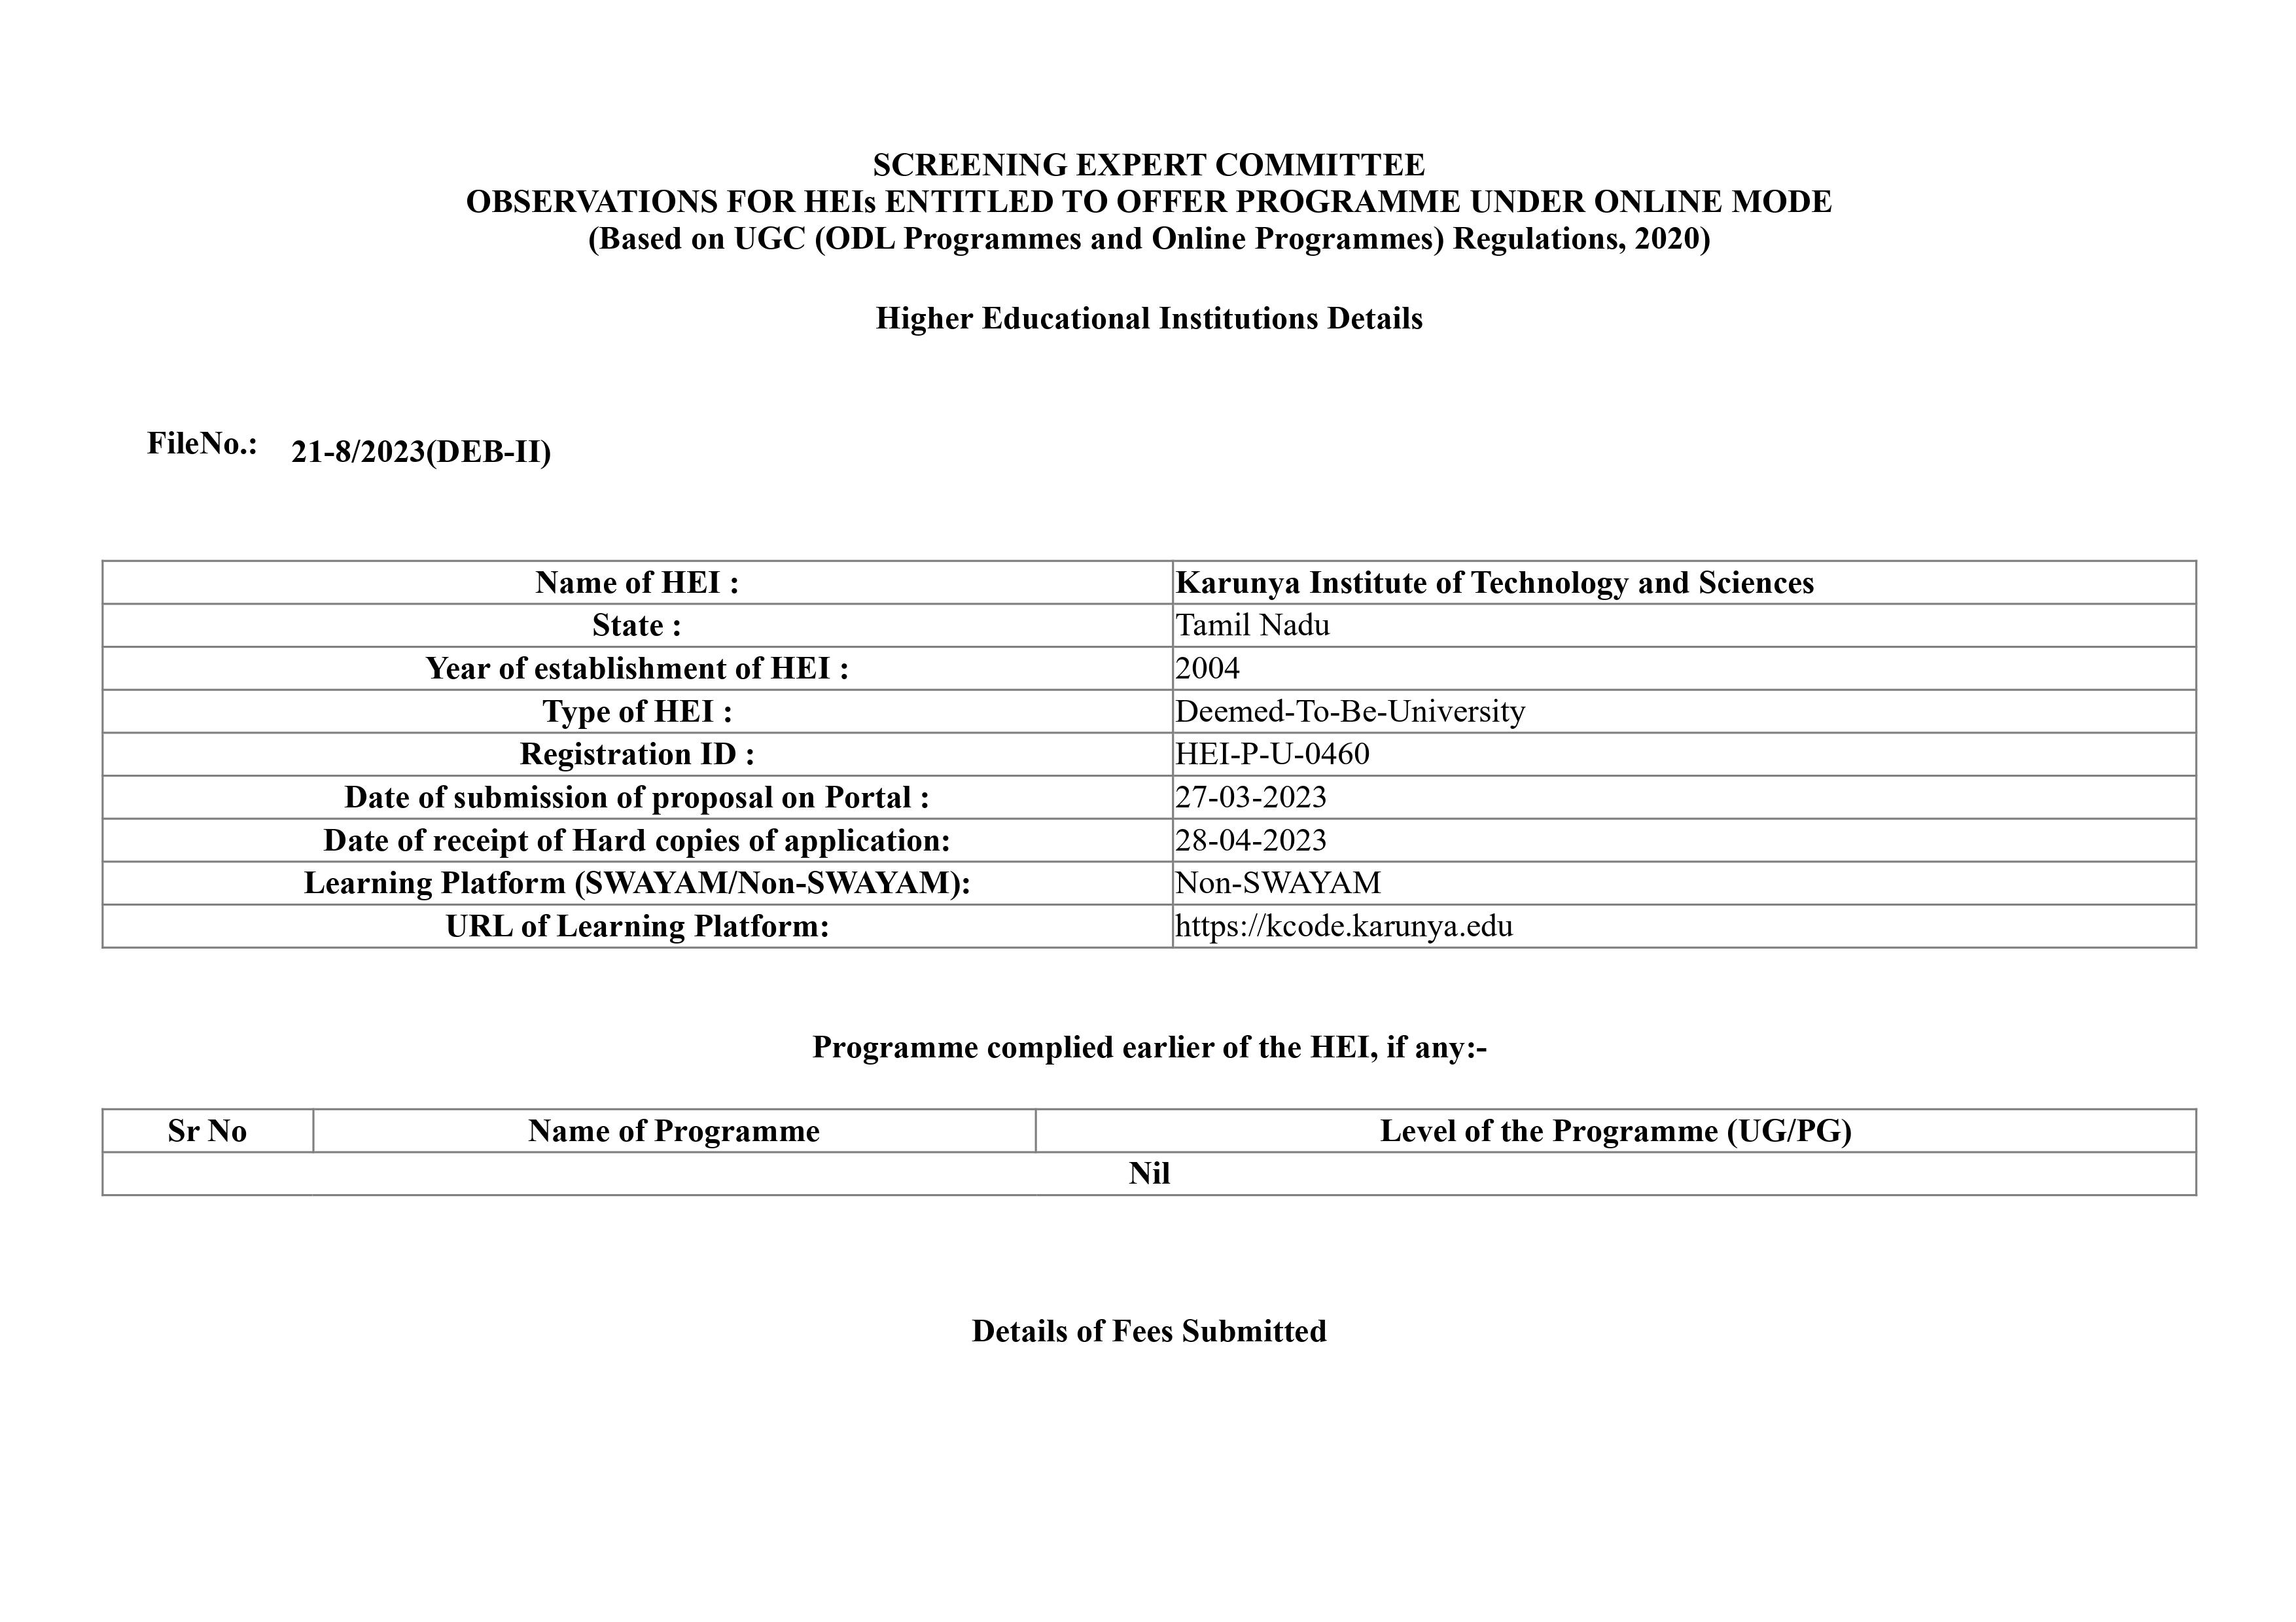 SCREENING EXPERT COMMITTEE
OBSERVATIONS FOR HEIs ENTITLED TO OFFER PROGRAMME UNDER ONLINE MODE
(Based on UGC (ODL Programmes and Online Programmes) Regulations, 2020)
Higher Educational Institutions Details
FileNo.: 21-8/2023(DEB-II)
Name of HEI : Karunya Institute of Technology and Sciences
State : Tamil Nadu
Year of establishment of HEI : 2004
Type of HEI : Deemed-To-Be-University
Registration ID : HEI-P-U-0460
Date of submission of proposal on Portal : 27-03-2023
Date of receipt of Hard copies of application: 28-04-2023
Learning Platform (SWAYAM/Non-SWAYAM): Non-SWAYAM
URL of Learning Platform: https://kcode.karunya.edu
Programme complied earlier of the HEI, if any:-
Sr No Name of Programme Level of the Programme (UG/PG)
Nil
Details of Fees Submitted